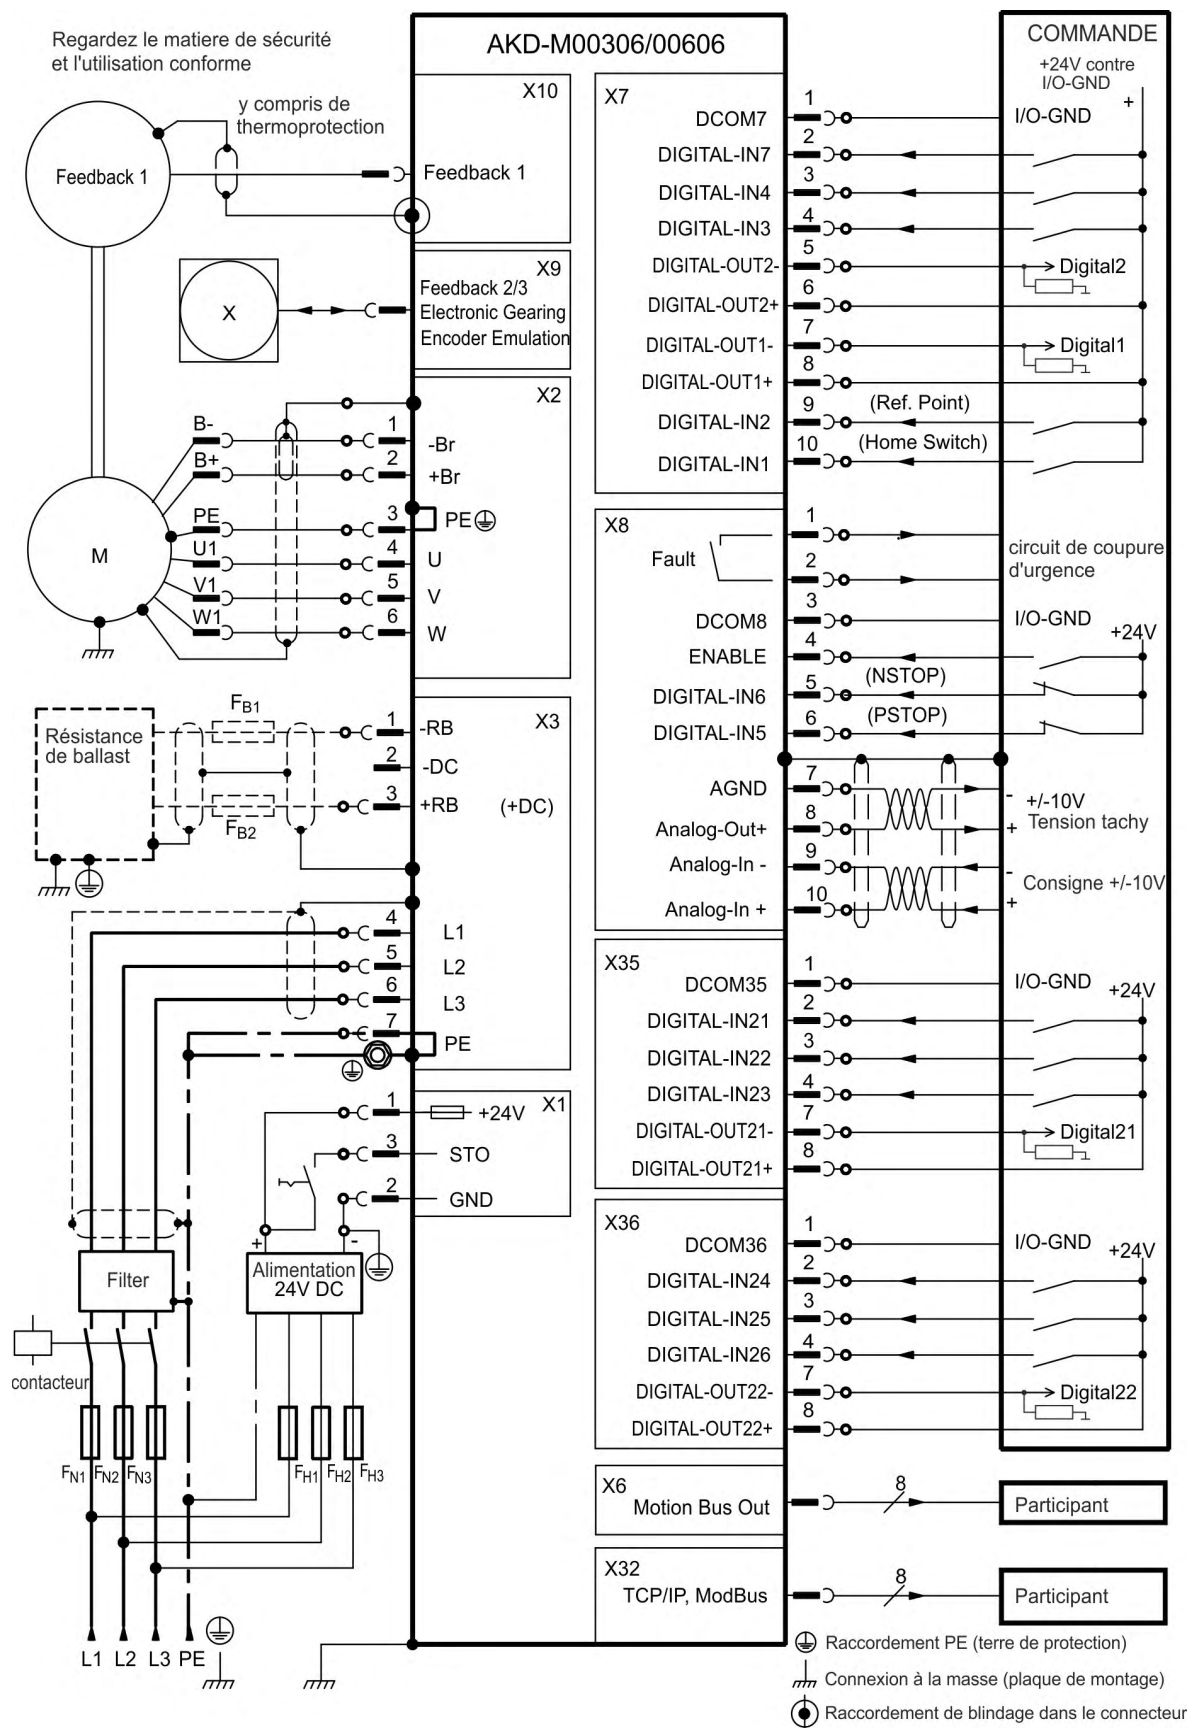 Regardez le matiere de sécurité
et l'utilisation conforme
AKD-M00306/00606
COMMANDE
+24V contre
I/O-GND
+
X10
y compris de
thermoprotection
Feedback 1
Feedback 1
X9
Feedback 2/3
Electronic Gearing
Encoder Emulation
X
X2
B- 1 -Br
B+ 2 +Br
PE 3 PE
U1 4 U
V1 5 V
W1 6 W
M
X3
FB1
Résistance
de ballast
1 -RB
2 -DC
3 +RB (+DC)
FB2
4 L1
5 L2
6 L3
7 PE
X1
1 +24V
3 STO
2 GND
+ -
Filter
Alimentation
24V DC
contacteur
FN1 FN2 FN3 FH1 FH2 FH3
L1 L2 L3 PE
X7
DCOM7 1 I/O-GND
DIGITAL-IN7 2
DIGITAL-IN4 3
DIGITAL-IN3 4
DIGITAL-OUT2- 5 Digital2
DIGITAL-OUT2+ 6
DIGITAL-OUT1- 7 Digital1
DIGITAL-OUT1+ 8
DIGITAL-IN2 9 (Ref. Point)
DIGITAL-IN1 10 (Home Switch)
X8
Fault 1
2
circuit de coupure
d'urgence
DCOM8 3 I/O-GND
+24V
ENABLE 4
DIGITAL-IN6 5 (NSTOP)
DIGITAL-IN5 6 (PSTOP)
AGND 7 -
+/-10V
Tension tachy
Analog-Out+ 8 +
Analog-In - 9 -
Consigne +/-10V
Analog-In + 10 +
X35
DCOM35 1 I/O-GND
+24V
DIGITAL-IN21 2
DIGITAL-IN22 3
DIGITAL-IN23 4
DIGITAL-OUT21- 7 Digital21
DIGITAL-OUT21+ 8
X36
DCOM36 1 I/O-GND
+24V
DIGITAL-IN24 2
DIGITAL-IN25 3
DIGITAL-IN26 4
DIGITAL-OUT22- 7 Digital22
DIGITAL-OUT22+ 8
X6
Motion Bus Out 8 Participant
X32
TCP/IP, ModBus 8 Participant
Raccordement PE (terre de protection)
Connexion à la masse (plaque de montage)
Raccordement de blindage dans le connecteur